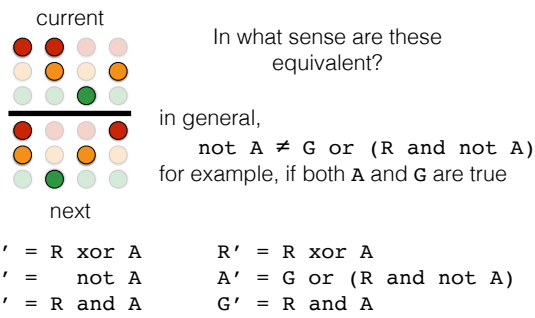 current
In what sense are these
equivalent?
in general,
not A ≠ G or (R and not A)
for example, if both A and G are true
next
' = R xor A
R' = R xor A
' = not A
A' = G or (R and not A)
' = R and A
G' = R and A